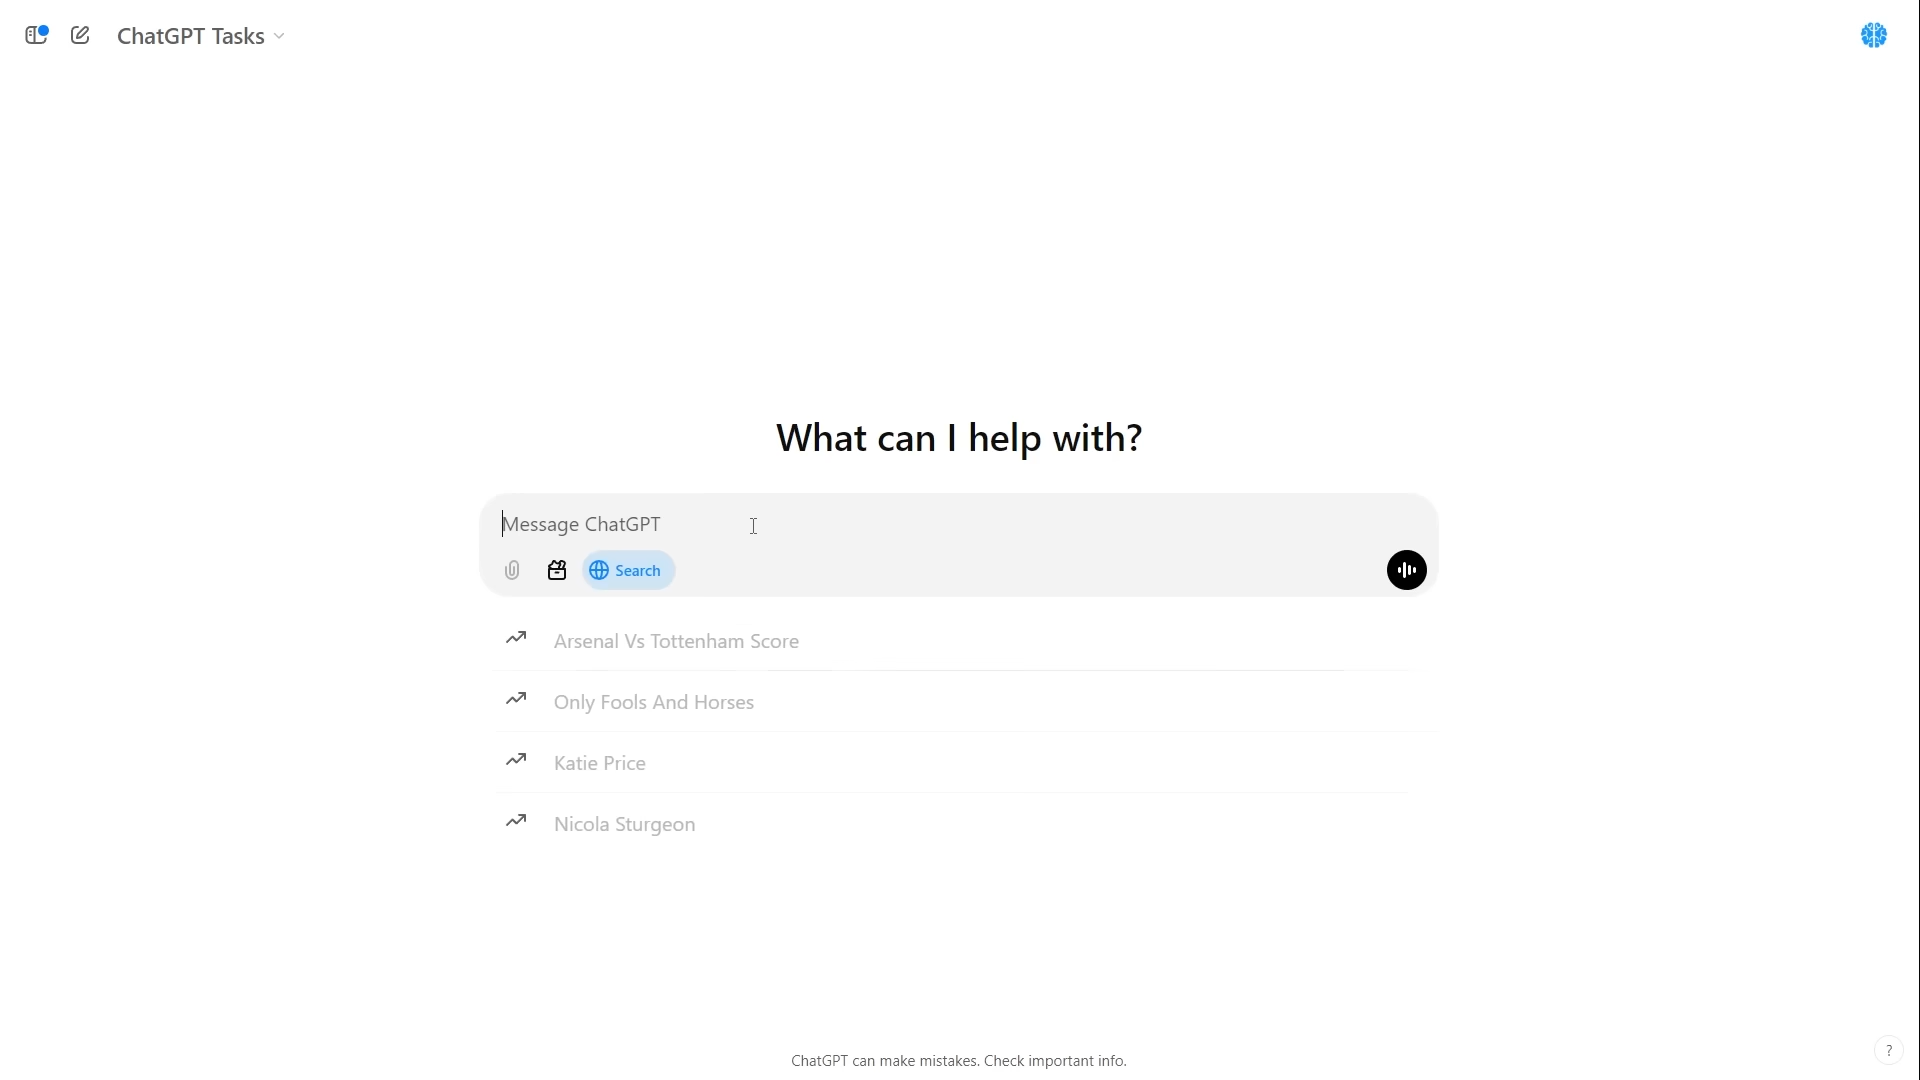 ChatGPT Tasks
What can I help with?
Message ChatGPT
Search
Arsenal Vs Tottenham Score
Only Fools And Horses
Katie Price
Nicola Sturgeon
ChatGPT can make mistakes. Check important info.
?